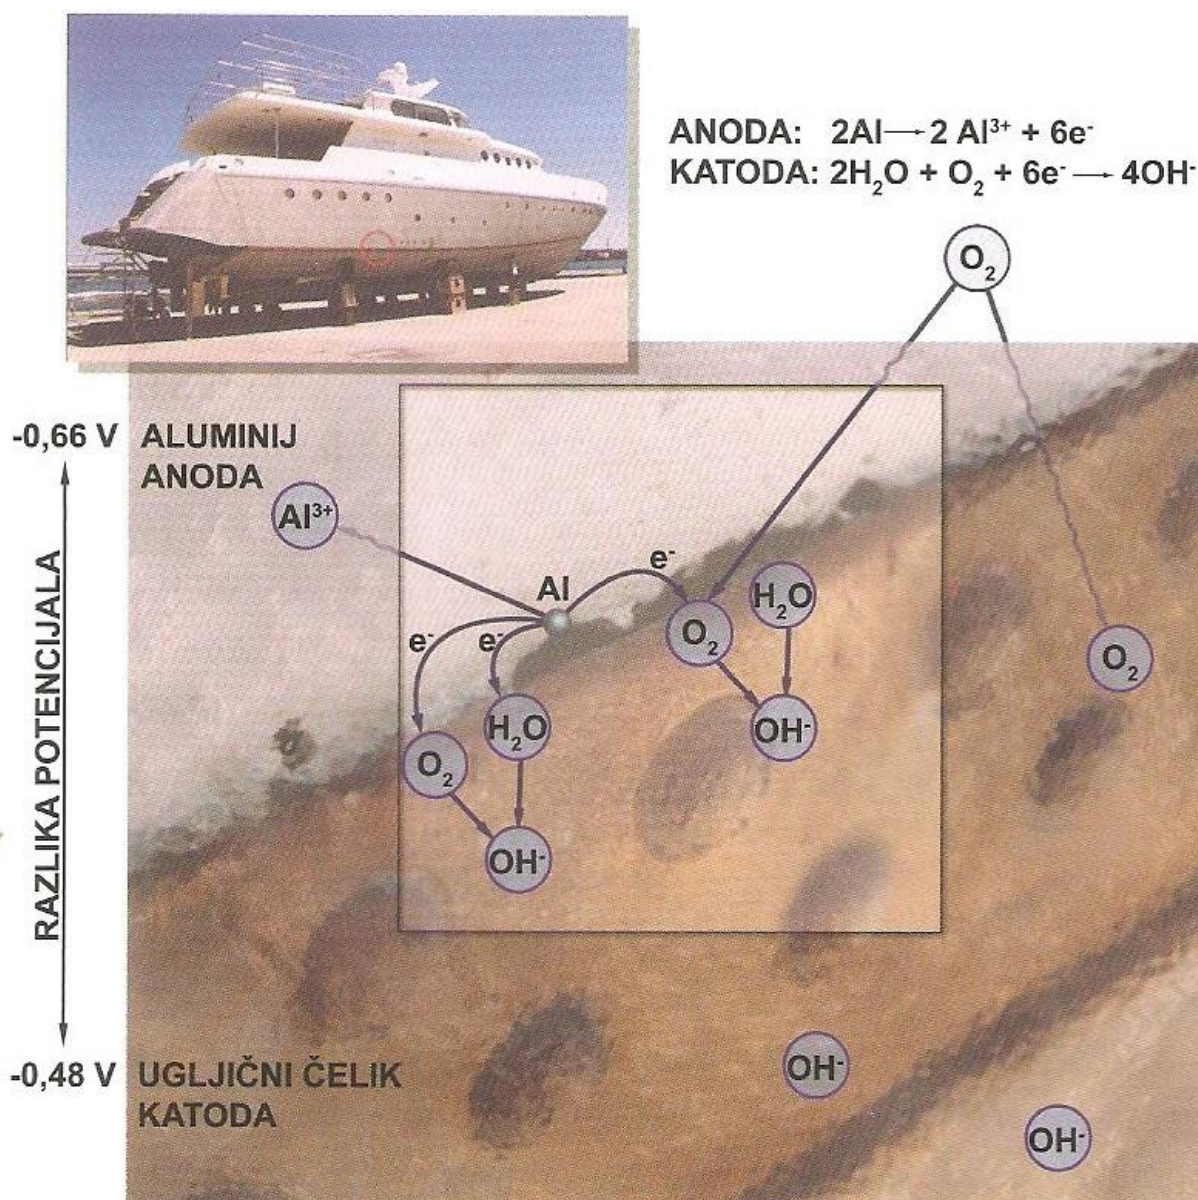 ANODA: 2Al → 2 Al³⁺ + 6e⁻
KATODA: 2H₂O + O₂ + 6e⁻ → 4OH⁻
O₂
-0,66 V ALUMINIJ
ANODA
Al³⁺
Al
e⁻
e⁻
e⁻
O₂
H₂O
O₂
H₂O
OH⁻
O₂
OH⁻
RAZLIKA POTENCIJALA
-0,48 V UGLJIČNI ČELIK
KATODA
OH⁻
OH⁻